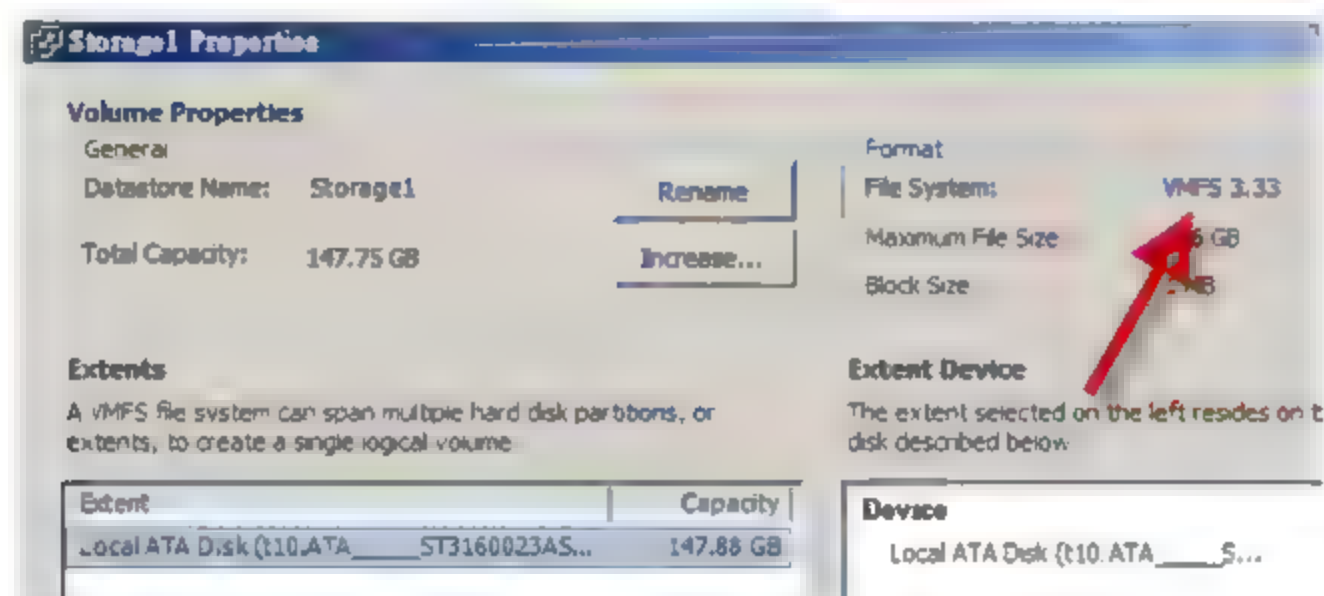 Storage1 Properties
Volume Properties
General
Datastore Name: Storage1
Rename
Total Capacity: 147.75 GB
Increase...
Format
File System: VMFS 3.33
Maximum File Size GB
Block Size MB
Extents
A VMFS file system can span multiple hard disk partitions, or
extents, to create a single logical volume
Extent Capacity
Local ATA Disk (t10.ATA_____ST3160023AS... 147.88 GB
Extent Device
The extent selected on the left resides on
disk described below
Device
Local ATA Disk (t10.ATA_____S...